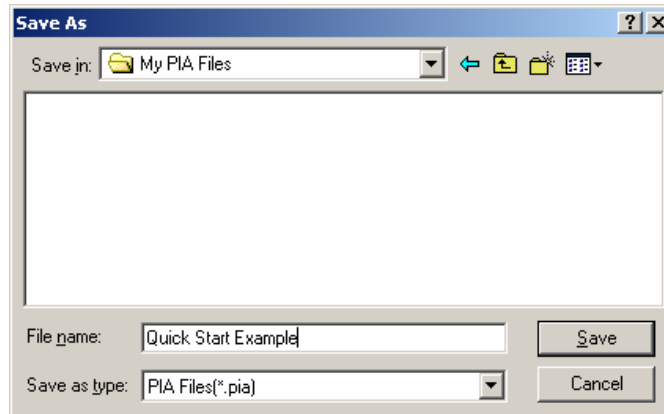 Save As
Save in: My PIA Files
File name: Quick Start Example
Save
Save as type: PIA Files(*.pia)
Cancel